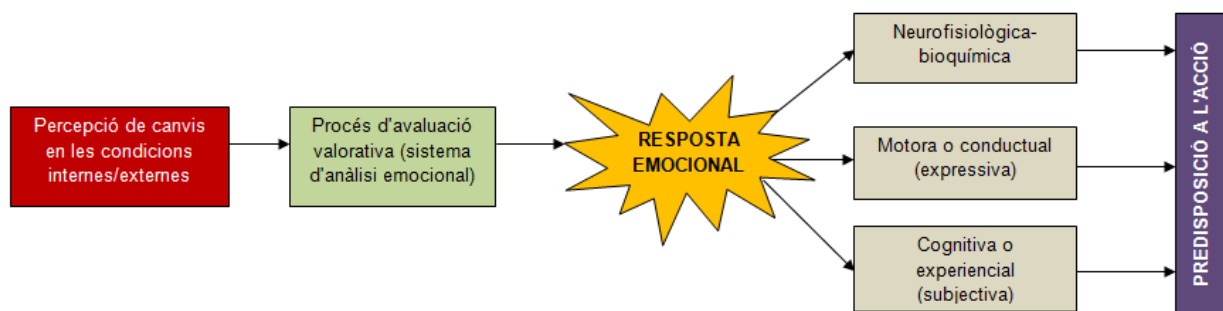 Percepció de canvis
en les condicions
internes/externes
Procés d'avaluació
valorativa (sistema
d'anàlisi emocional)
RESPOSTA
EMOCIONAL
Neurofisiològica-
bioquímica
Motora o conductual
(expressiva)
Cognitiva o
experiencial
(subjectiva)
PREDISPOSICIÓ A L'ACCIÓ